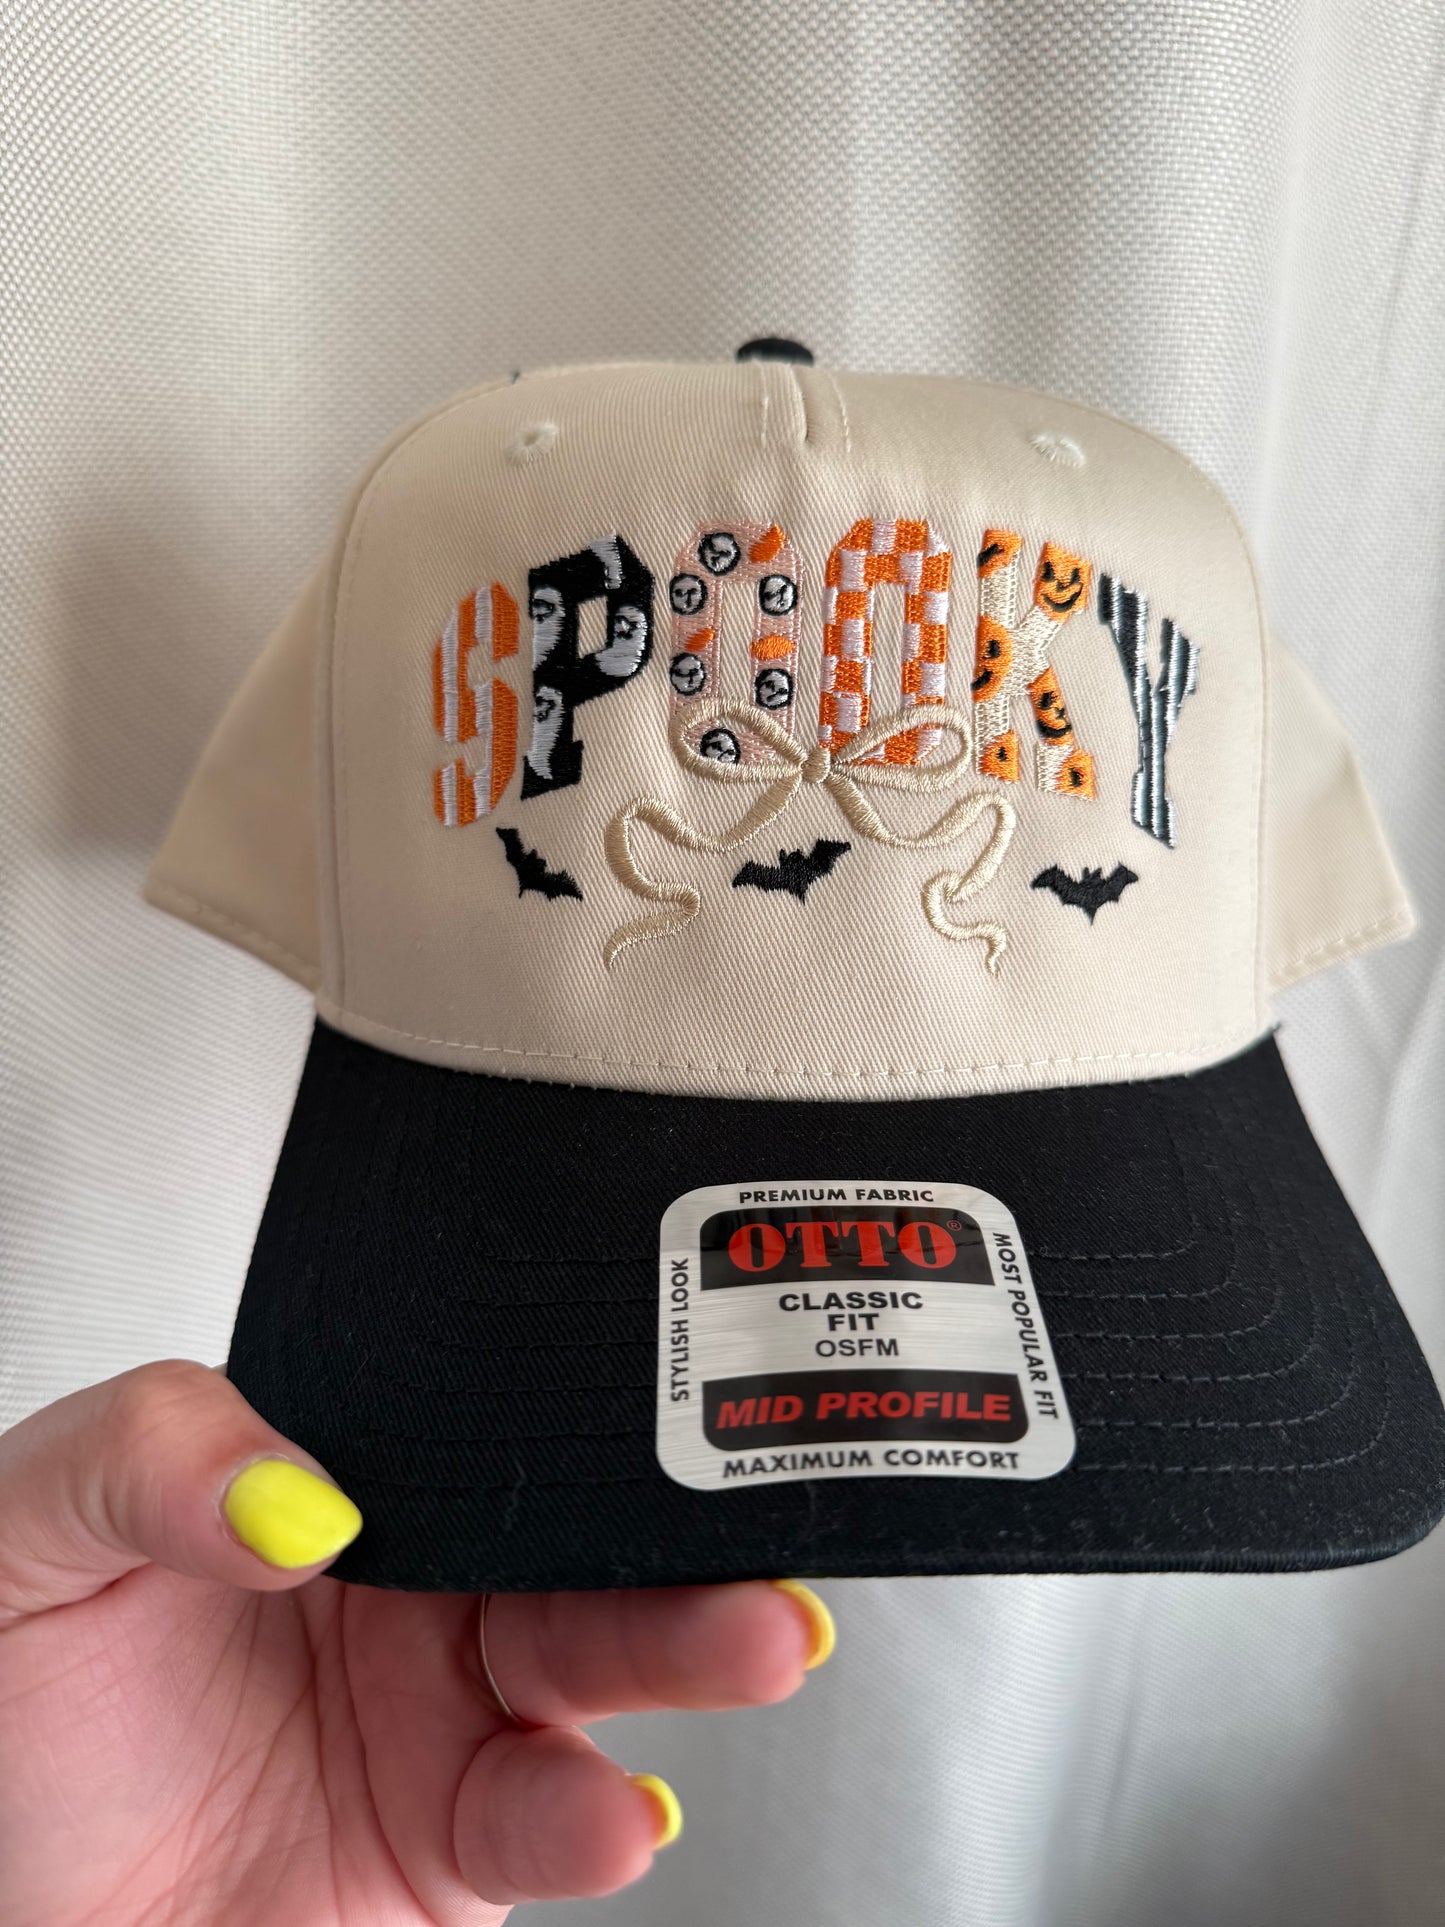 SPOOKY
PREMIUM FABRIC
OTTO®
CLASSIC
FIT
OSFM
MID PROFILE
MAXIMUM COMFORT
STYLISH LOOK
MOST POPULAR FIT